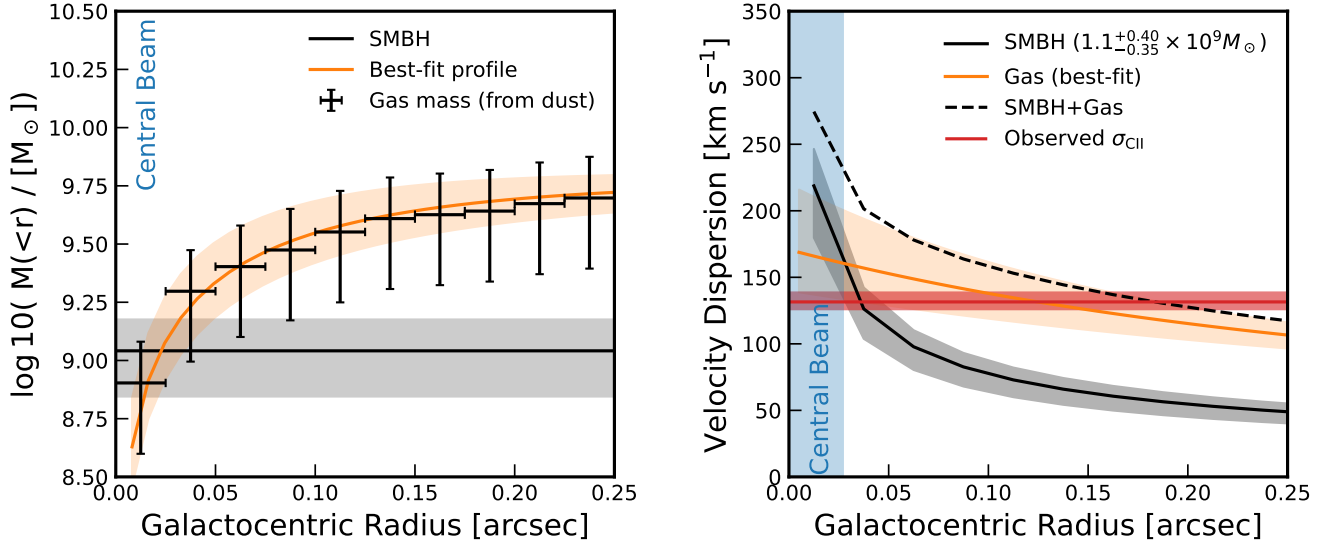 10.50
10.25
10.00
9.75
9.50
9.25
9.00
8.75
8.50
log10( M(<r) / [M⊙])
Central Beam
SMBH
Best-fit profile
Gas mass (from dust)
0.00 0.05 0.10 0.15 0.20 0.25
Galactocentric Radius [arcsec]
350
300
250
200
150
100
50
0
Velocity Dispersion [km s⁻¹]
Central Beam
SMBH (1.1^{+0.40}_{-0.35} × 10⁹M⊙)
Gas (best-fit)
SMBH+Gas
Observed σ_CII
0.00 0.05 0.10 0.15 0.20 0.25
Galactocentric Radius [arcsec]